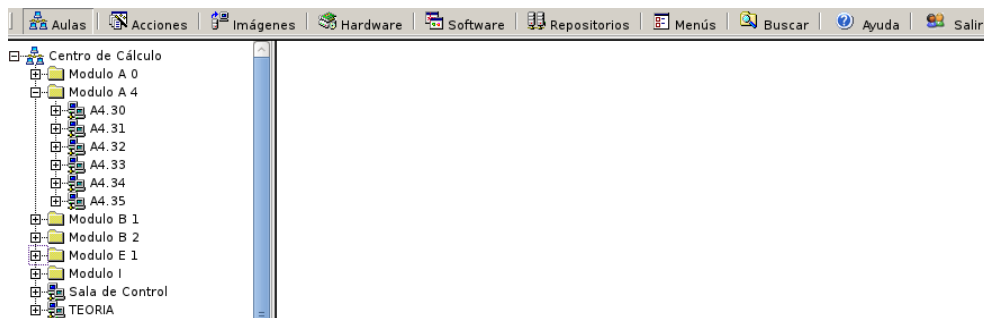 Aulas Acciones Imágenes Hardware Software Repositorios Menús Buscar Ayuda Salir
Centro de Cálculo
Modulo A 0
Modulo A 4
A4.30
A4.31
A4.32
A4.33
A4.34
A4.35
Modulo B 1
Modulo B 2
Modulo E 1
Modulo I
Sala de Control
TEORIA